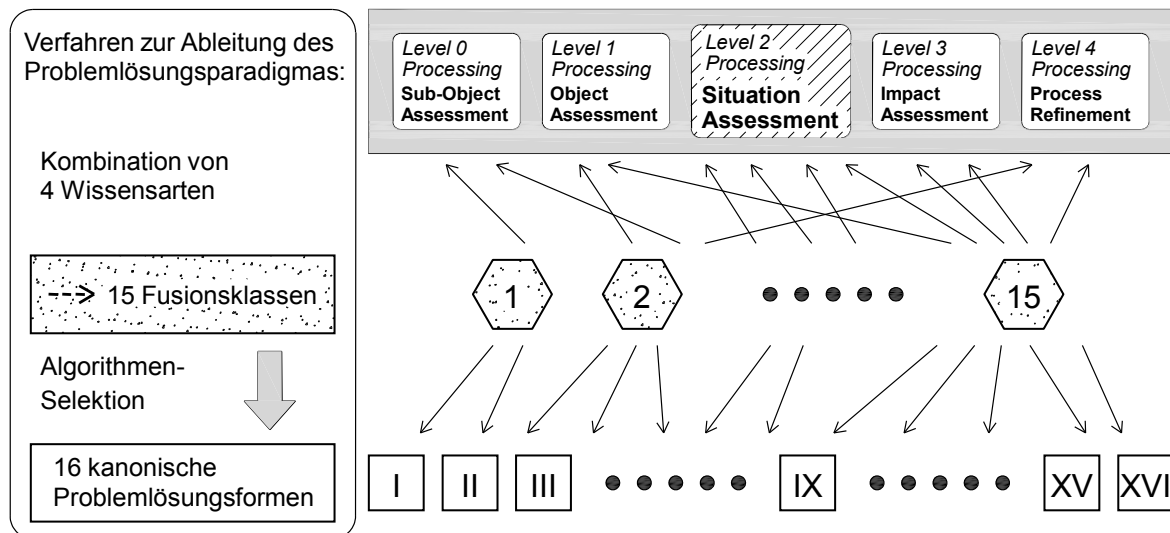 Verfahren zur Ableitung des
Problemlösungsparadigmas:
Kombination von
4 Wissensarten
15 Fusionsklassen
Algorithmen-
Selektion
16 kanonische
Problemlösungsformen
Level 0
Processing
Sub-Object
Assessment
Level 1
Processing
Object
Assessment
Level 2
Processing
Situation
Assessment
Level 3
Processing
Impact
Assessment
Level 4
Processing
Process
Refinement
1
2
15
I
II
III
IX
XV
XVI